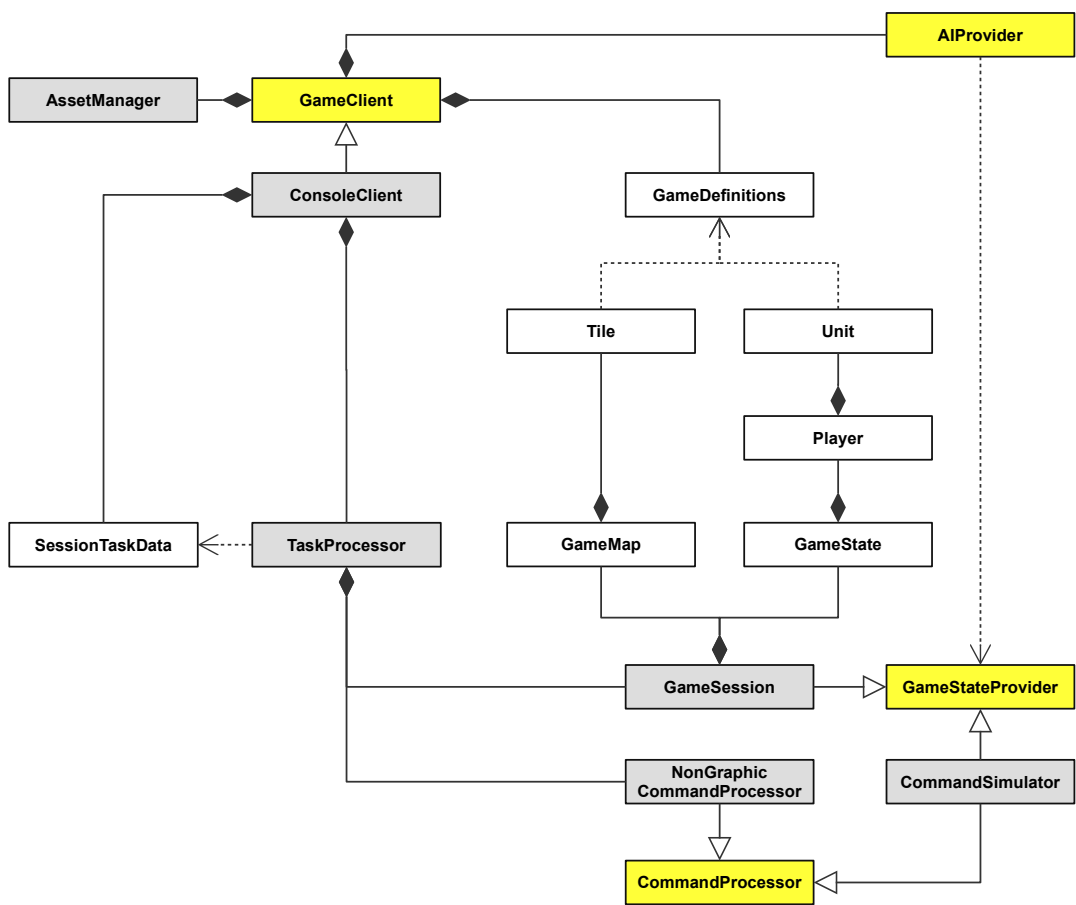 AIProvider
AssetManager
GameClient
ConsoleClient
GameDefinitions
Tile
Unit
Player
SessionTaskData
TaskProcessor
GameMap
GameState
GameSession
GameStateProvider
NonGraphic
CommandProcessor
CommandSimulator
CommandProcessor